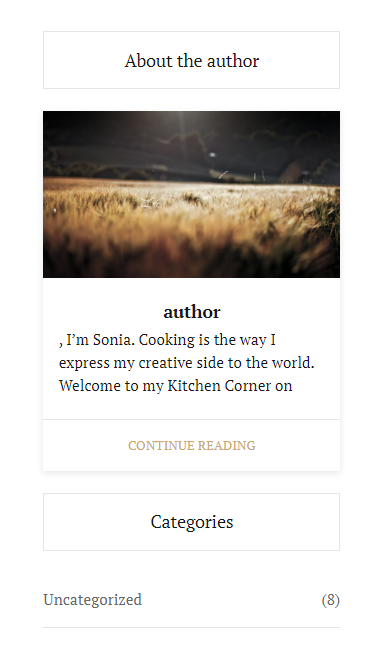 About the author
author
, I’m Sonia. Cooking is the way I
express my creative side to the world.
Welcome to my Kitchen Corner on
CONTINUE READING
Categories
Uncategorized (8)